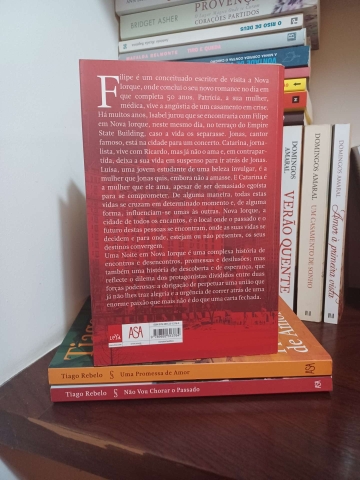 BRIDGET ASHER
PROVENÇA
CORAÇÕES PARTIDOS
O RISO DE DEUS
Filipe é um conceituado escritor de visita a Nova
Iorque, onde conclui o seu novo romance no dia em
que completa 50 anos. Patrícia, a sua mulher,
médica, vive a angústia de um casamento em crise.
Há muitos anos, Isabel jurou que se encontraria com Filipe
em Nova Iorque, neste mesmo dia, no terraço do Empire
State Building, caso a vida os separasse. Jonas, cantor
famoso, está na cidade para um concerto. Catarina, jorna-
lista, vive com Ricardo, mas já não o ama e, em contrapar-
tida, deixa a sua vida em suspenso para ir atrás de Jonas.
Luísa, uma jovem estudante de uma beleza invulgar, é a
mulher que Jonas quis, embora não a amasse. E Catarina é
a mulher que ele ama, apesar de ser demasiado egoísta
para se comprometer. De alguma maneira, todas estas
vidas se cruzam em determinado momento e, de alguma
forma, influenciam-se umas às outras. Nova Iorque, a
cidade de todos os encantos, é o local onde o passado e o
futuro destas pessoas se encontram, onde as suas vidas se
decidem e para onde, estejam ou não presentes, os seus
destinos convergem.
Uma Noite em Nova Iorque é uma complexa história de
encontros e desencontros, promessas e desilusões; mas
também uma história de descoberta e de esperança, que
reflecte o dilema dos protagonistas divididos entre duas
forças poderosas: a obrigação de perpetuar uma união que
já não lhes traz alegria e a urgência de correr atrás de uma
enorme paixão que mais não é do que uma carta fechada.
leya
ASA
DOMINGOS AMARAL
VERÃO QUENTE
DOMINGOS AMARAL
UM CASAMENTO DE SONHO
DOMINGOS AMARAL
Amor à primeira vista
Tiago
de Amor
Tiago Rebelo § Uma Promessa de Amor
Tiago Rebelo § Não Vou Chorar o Passado